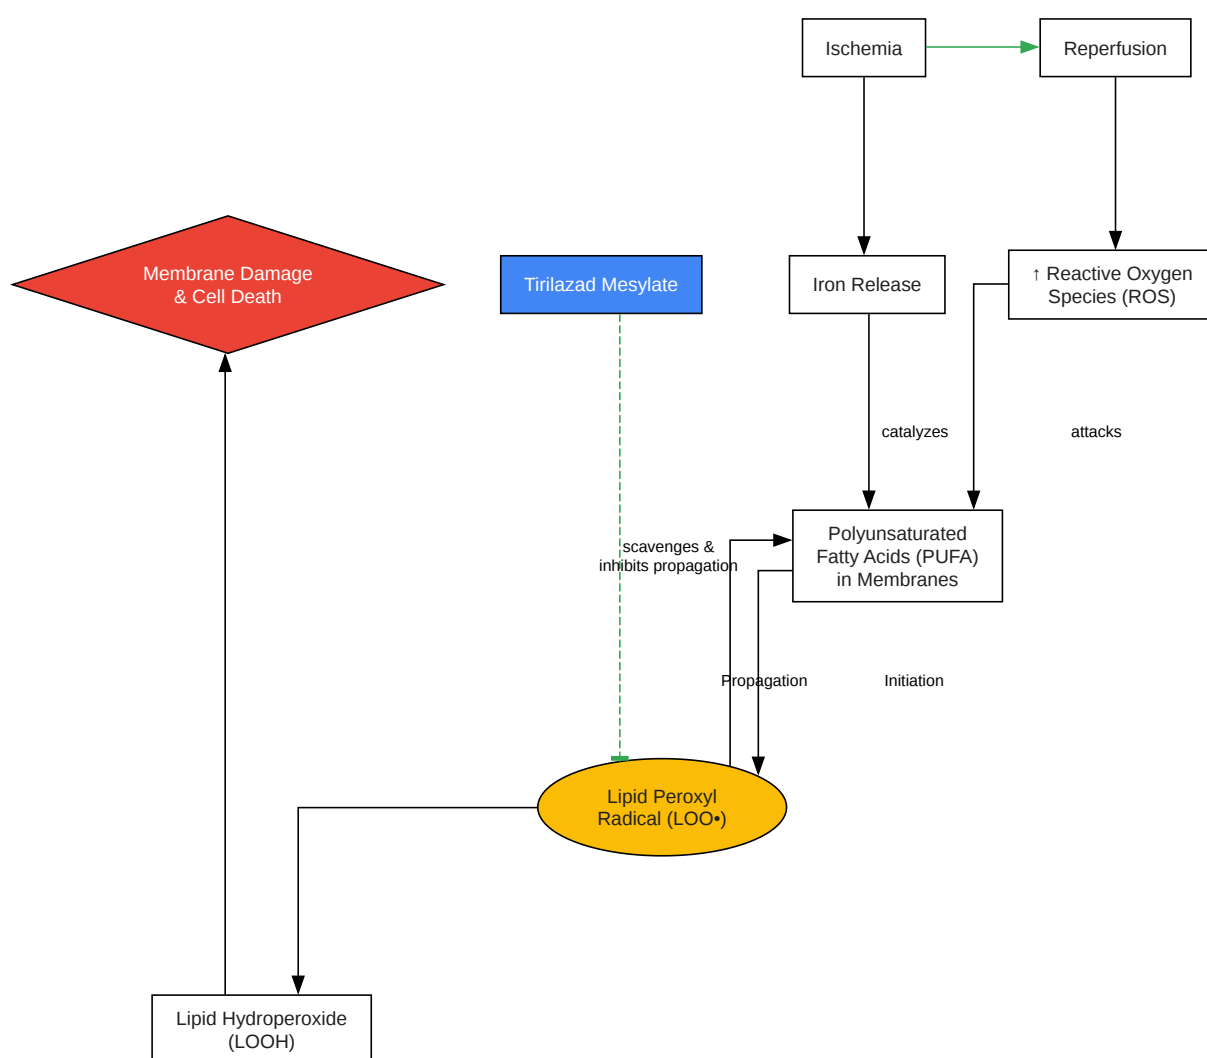 Ischemia
Reperfusion
Membrane Damage
& Cell Death
Tirilazad Mesylate
Iron Release
↑ Reactive Oxygen
Species (ROS)
catalyzes
attacks
scavenges &
inhibits propagation
Polyunsaturated
Fatty Acids (PUFA)
in Membranes
Propagation
Initiation
Lipid Peroxyl
Radical (LOO•)
Lipid Hydroperoxide
(LOOH)